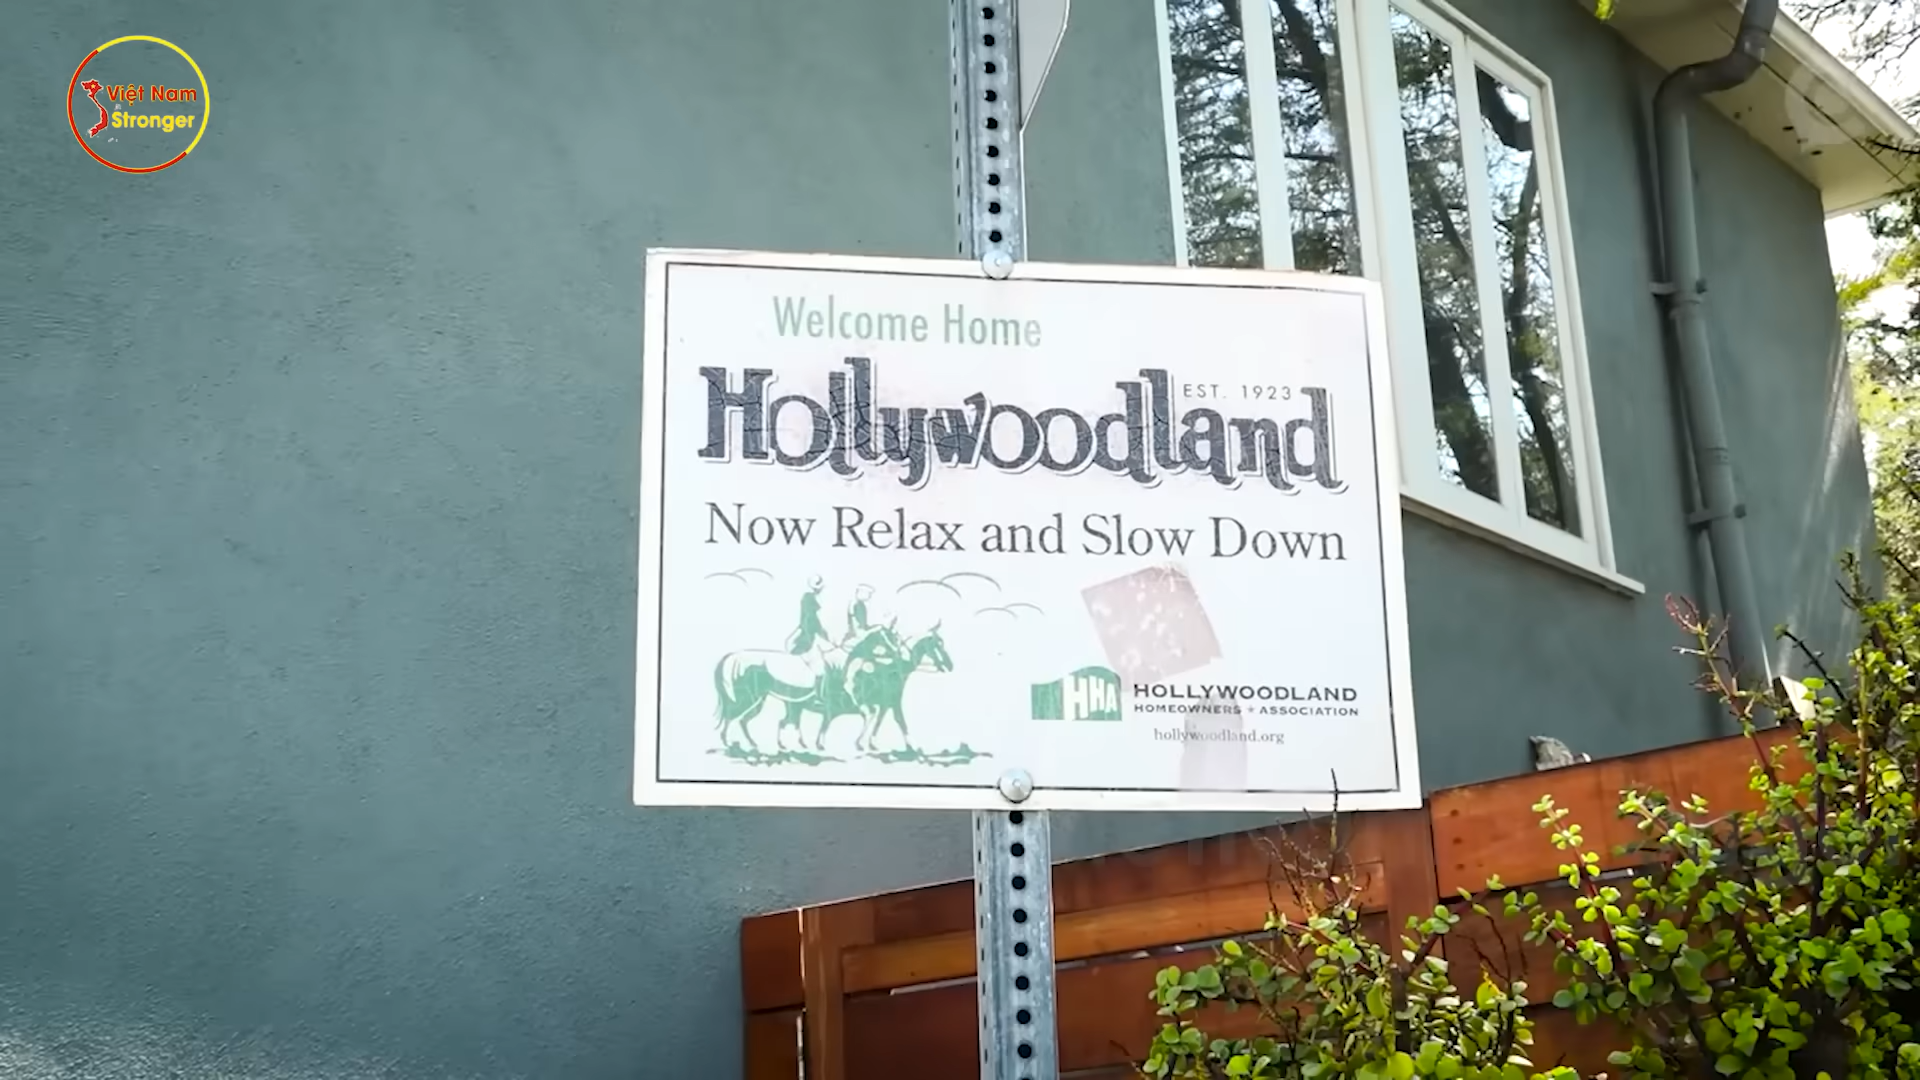 Việt Nam
Stronger
Welcome Home
Hollywoodland
EST. 1923
Now Relax and Slow Down
HHA
HOLLYWOODLAND
HOMEOWNERS ★ ASSOCIATION
hollywoodland.org